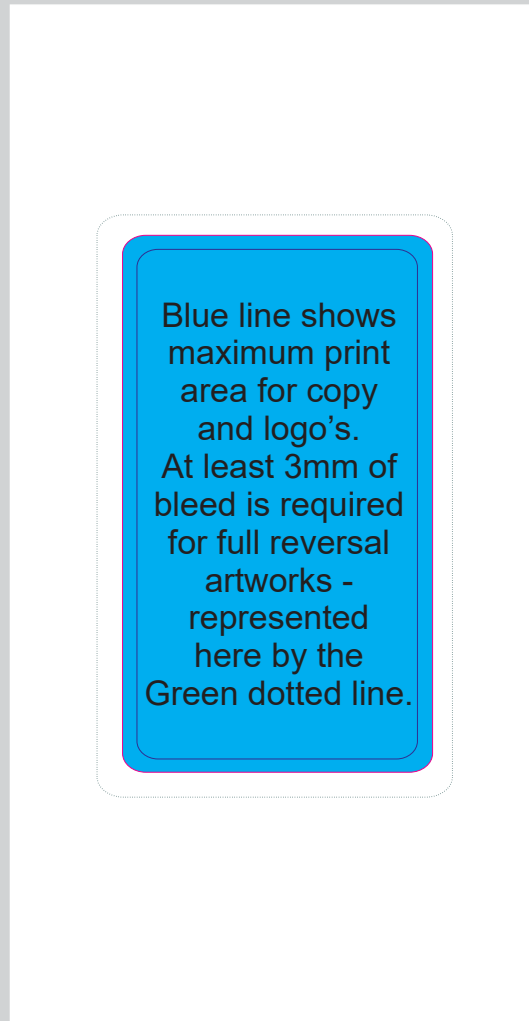 Blue line shows
maximum print
area for copy
and logo’s.
At least 3mm of
bleed is required
for full reversal
artworks -
represented
here by the
Green dotted line.